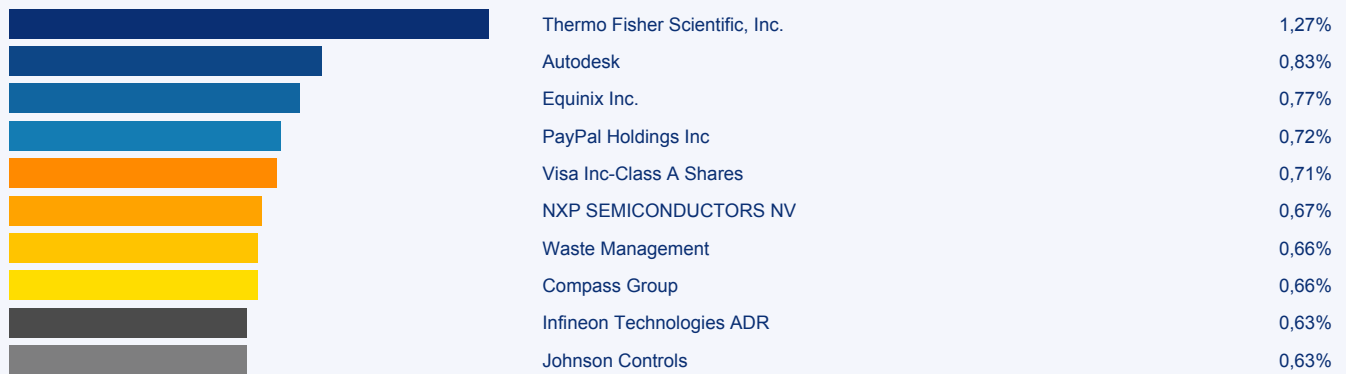 Thermo Fisher Scientific, Inc. 1,27%
Autodesk 0,83%
Equinix Inc. 0,77%
PayPal Holdings Inc 0,72%
Visa Inc-Class A Shares 0,71%
NXP SEMICONDUCTORS NV 0,67%
Waste Management 0,66%
Compass Group 0,66%
Infineon Technologies ADR 0,63%
Johnson Controls 0,63%